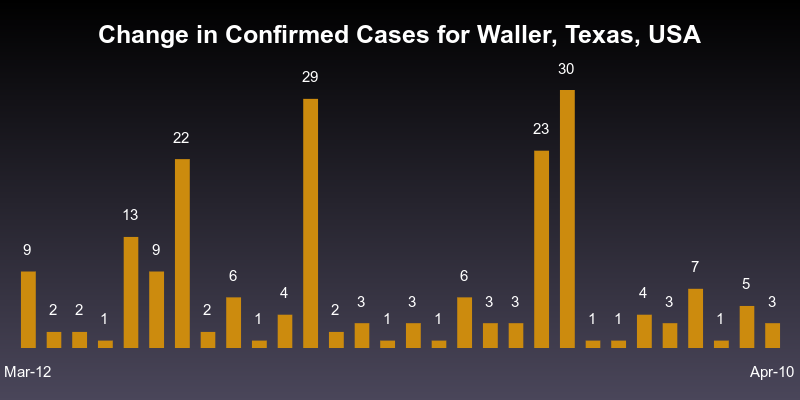 Change in Confirmed Cases for Waller, Texas, USA
9 2 2 1 13 9 22 2 6 1 4 29 2 3 1 3 1 6 3 3 23 30 1 1 4 3 7 1 5 3
Mar-12 Apr-10